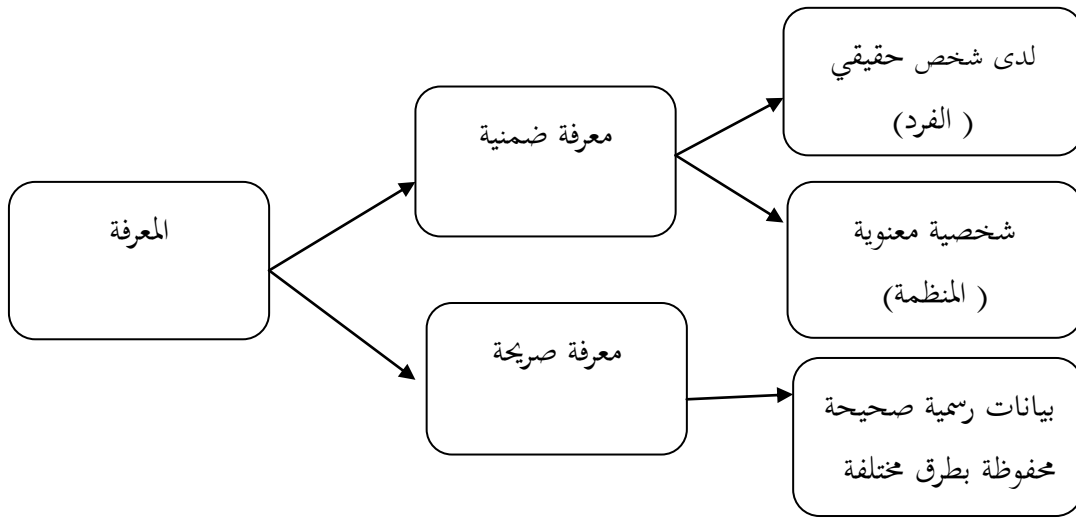 المعرفة
معرفة ضمنية
معرفة صريحة
لدى شخص حقيقي
( الفرد)
شخصية معنوية
( المنظمة)
بيانات رسمية صحيحة
محفوظة بطرق مختلفة